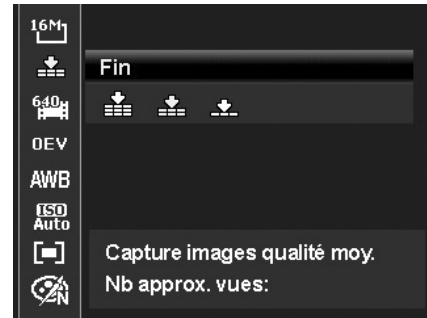 16M
Fin
640
0EV
AWB
ISO
Auto
N
Capture images qualité moy.
Nb approx. vues: